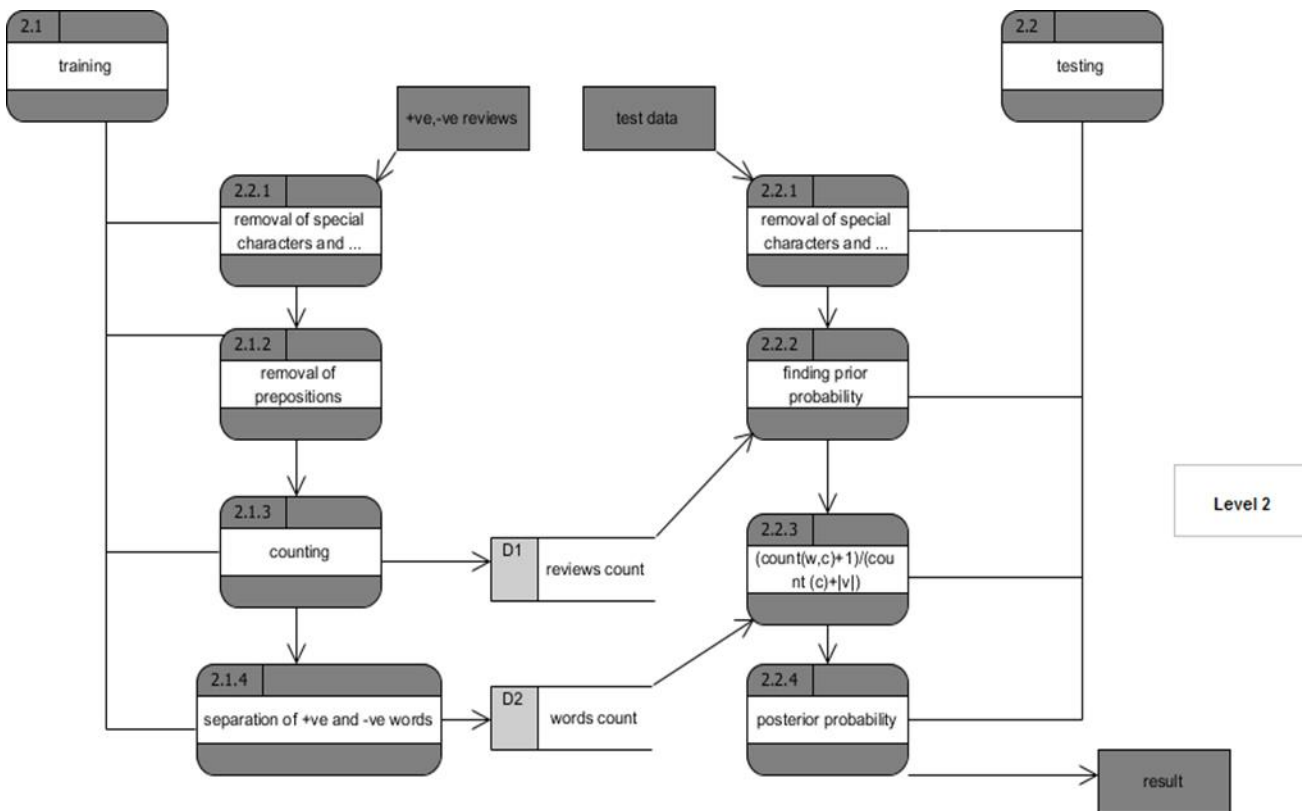 2.1
training
2.2
testing
+ve,-ve reviews
test data
2.2.1
removal of special
characters and ...
2.2.1
removal of special
characters and ...
2.1.2
removal of
prepositions
2.2.2
finding prior
probability
2.1.3
counting
D1
reviews count
2.2.3
(count(w,c)+1)/(cou
nt (c)+|v|)
Level 2
2.1.4
separation of +ve and -ve words
D2
words count
2.2.4
posterior probability
result